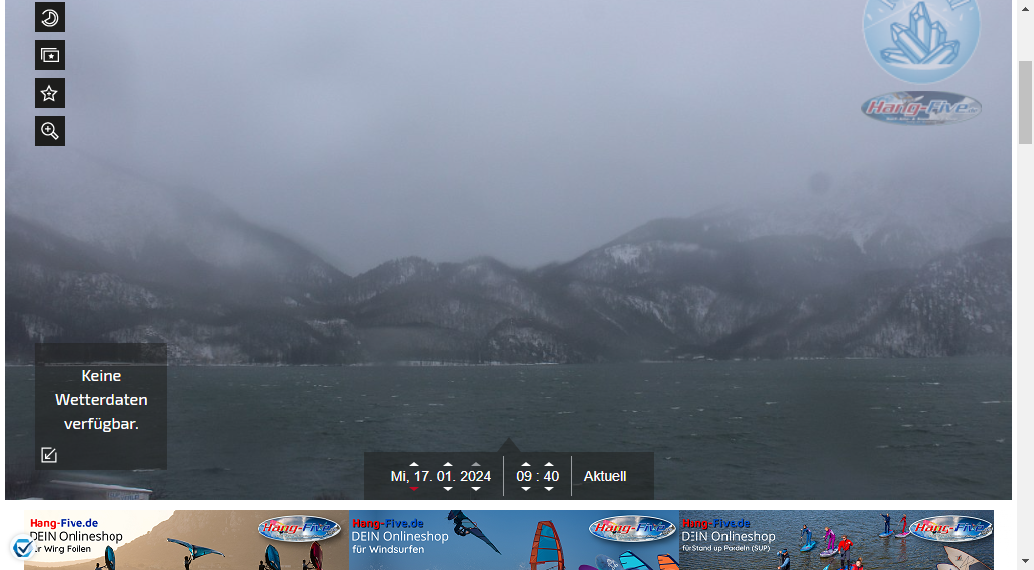 Hang-Five.de
Keine
Wetterdaten
verfügbar.
Mi, 17. 01. 2024
09 : 40
Aktuell
Hang-Five.de
DEIN Onlineshop
für Wing Foilen
Hang-Five
Hang-Five.de
DEIN Onlineshop
für Windsurfen
Hang-Five
Hang-Five.de
DEIN Onlineshop
für Stand up Paddeln (SUP)
Hang-Five